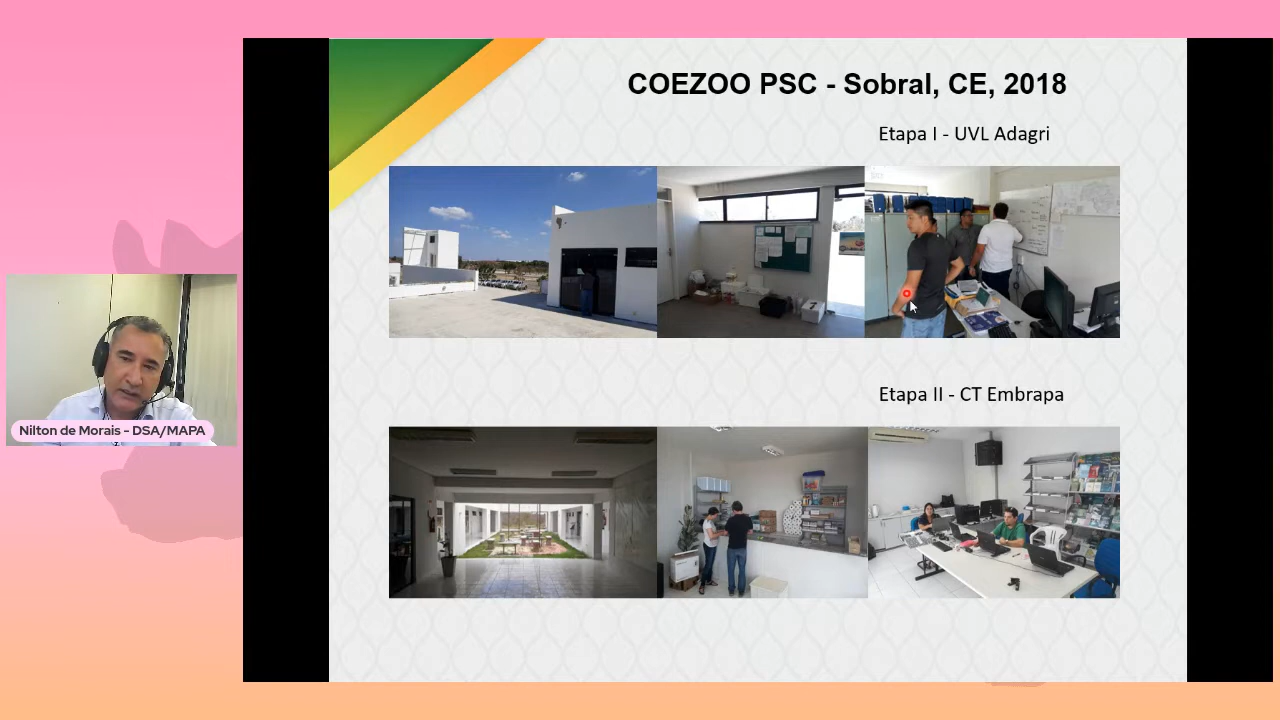 COEZOO PSC - Sobral, CE, 2018
Etapa I - UVL Adagri
Etapa II - CT Embrapa
Nilton de Morais - DSA/MAPA